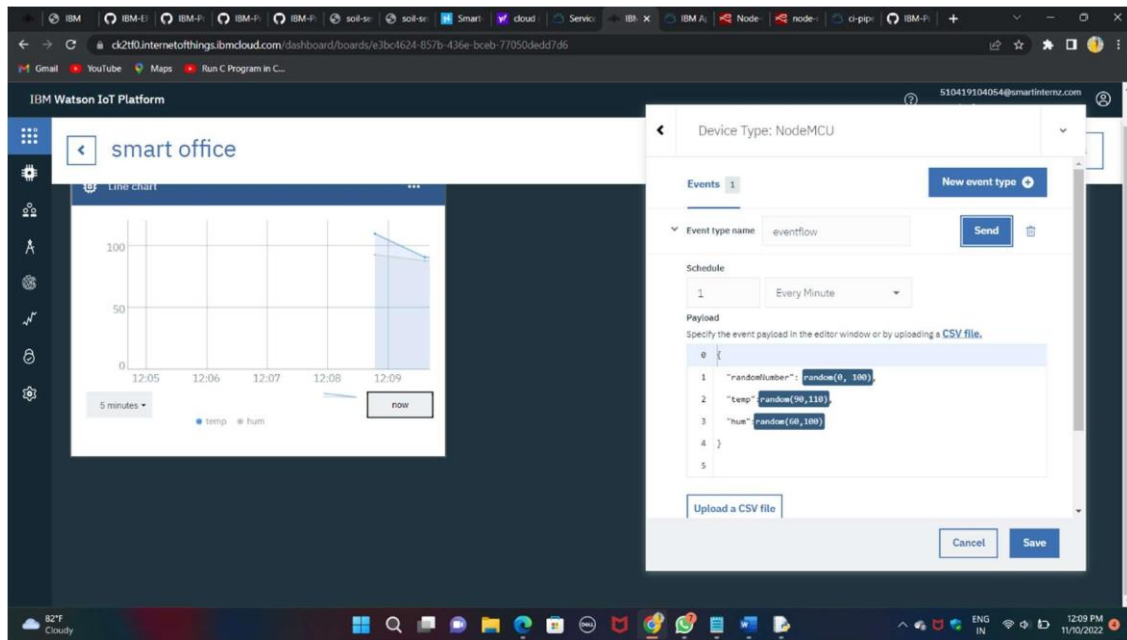 IBM
IBM-E
IBM-P
IBM-P
IBM-P
soil-se
soil-se
Smart
cloud
Service
IBM
IBM A
Node-
node-
ci-pipe
IBM-P
ck2tf0.internetofthings.ibmcloud.com/dashboard/boards/e3bc4624-857b-436e-bceb-77050dedd7d6
Gmail YouTube Maps Run C Program in C...
IBM Watson IoT Platform
510419104054@smartinternz.com
smart office
Line chart
100
50
0
12:05 12:06 12:07 12:08 12:09
5 minutes
now
temp hum
Device Type: NodeMCU
Events 1
New event type
Event type name eventflow Send
Schedule
1 Every Minute
Payload
Specify the event payload in the editor window or by uploading a CSV file.
0 {
1 "randomNumber": random(0, 100),
2 "temp":random(90,110),
3 "hum":random(60,100)
4 }
5
Upload a CSV file
Cancel Save
82°F
Cloudy
ENG
IN
12:09 PM
11/10/2022
4